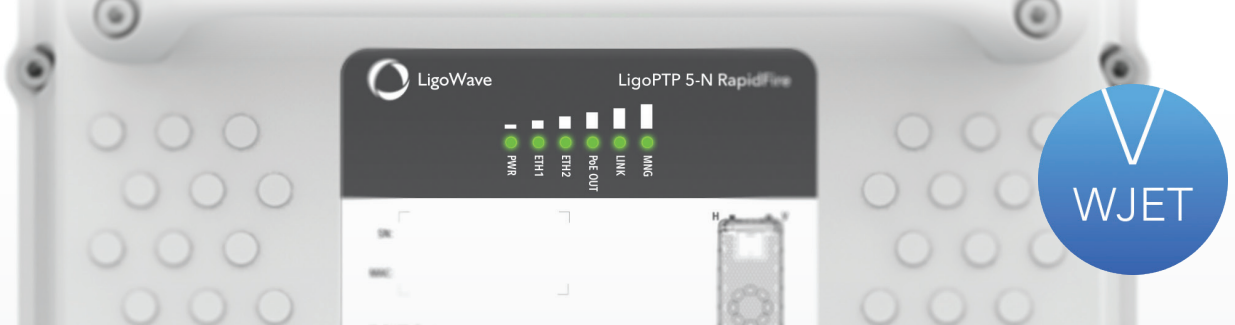 LigoWave
LigoPTP 5-N RapidFire
PWR
ETH1
ETH2
PoE OUT
LINK
MNG
SN:
MAC:
H
V
WJET